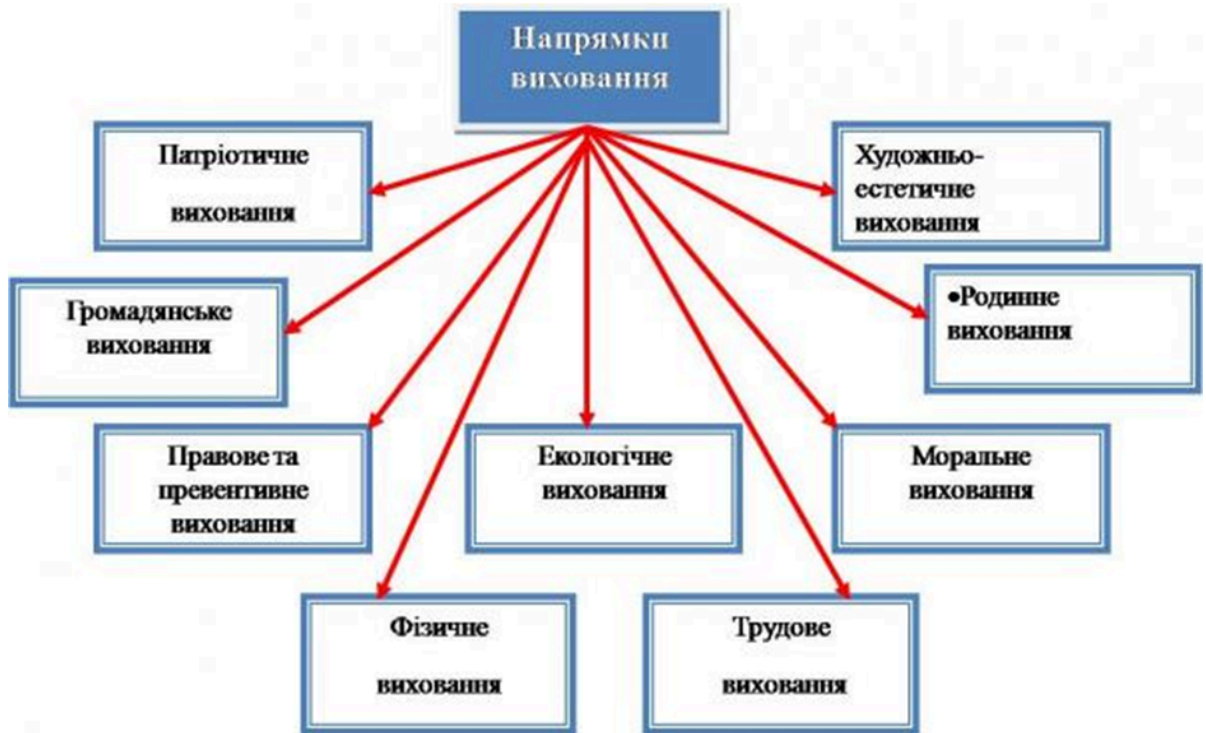 Напрямки
виховання
Патріотичне
виховання
Художньо-
естетичне
виховання
Громадянське
виховання
•Родинне
виховання
Правове та
превентивне
виховання
Екологічне
виховання
Моральне
виховання
Фізичне
виховання
Трудове
виховання